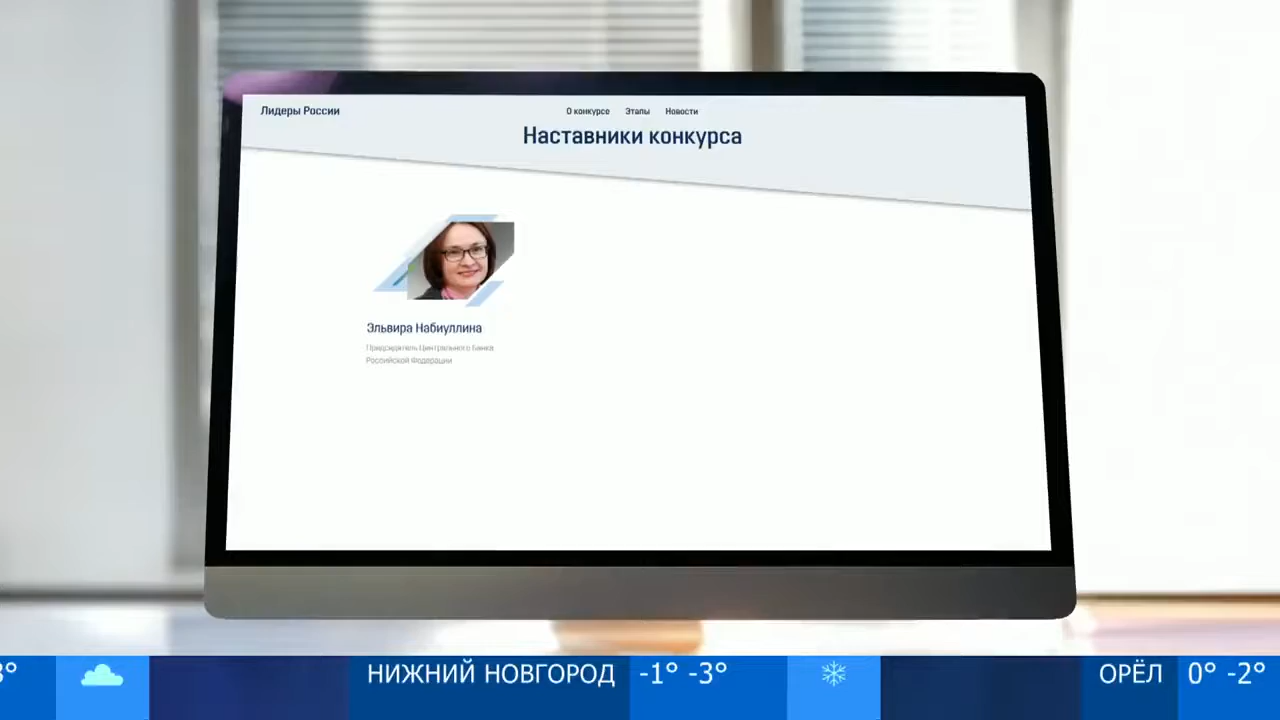 Лидеры России
О конкурсе Этапы Новости
Наставники конкурса
Эльвира Набиуллина
Председатель Центрального банка
Российской Федерации
3° НИЖНИЙ НОВГОРОД -1° -3° ОРЁЛ 0° -2°